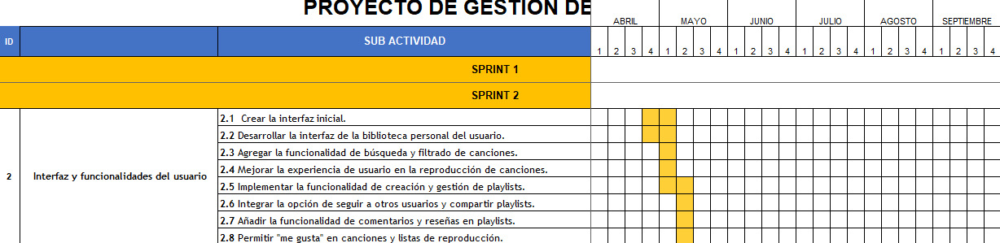 PROYECTO DE GESTION DE
ABRIL MAYO JUNIO JULIO AGOSTO SEPTIEMBRE
ID SUB ACTIVIDAD 1 2 3 4 1 2 3 4 1 2 3 4 1 2 3 4 1 2 3 4 1 2 3 4
SPRINT 1
SPRINT 2
2.1 Crear la interfaz inicial.
2.2 Desarrollar la interfaz de la biblioteca personal del usuario.
2.3 Agregar la funcionalidad de búsqueda y filtrado de canciones.
2.4 Mejorar la experiencia de usuario en la reproducción de canciones.
2 Interfaz y funcionalidades del usuario 2.5 Implementar la funcionalidad de creación y gestión de playlists.
2.6 Integrar la opción de seguir a otros usuarios y compartir playlists.
2.7 Añadir la funcionalidad de comentarios y reseñas en playlists.
2.8 Permitir "me gusta" en canciones y listas de reproducción.